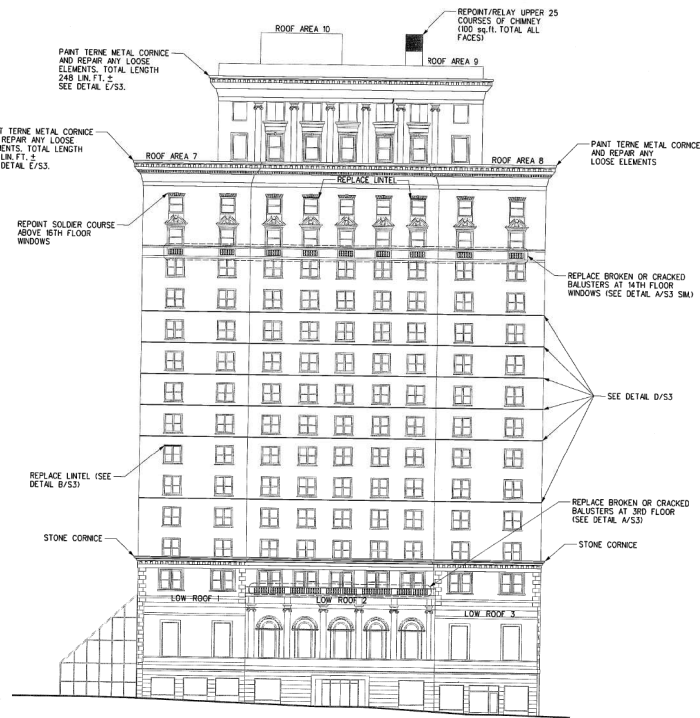 REPOINT/RELAY UPPER 25
COURSES OF CHIMNEY
(100 sq.ft. TOTAL ALL
FACES)
ROOF AREA 10
PAINT TERNE METAL CORNICE
AND REPAIR ANY LOOSE
ELEMENTS. TOTAL LENGTH
248 LIN. FT. ±
SEE DETAIL E/S3.
ROOF AREA 9
T TERNE METAL CORNICE
REPAIR ANY LOOSE
ENTS. TOTAL LENGTH
LIN. FT. ±
DETAIL E/S3.
ROOF AREA 7
ROOF AREA 8
PAINT TERNE METAL CORNICE
AND REPAIR ANY
LOOSE ELEMENTS
REPLACE LINTEL
REPOINT SOLDIER COURSE
ABOVE 16TH FLOOR
WINDOWS
REPLACE BROKEN OR CRACKED
BALUSTERS AT 14TH FLOOR
WINDOWS (SEE DETAIL A/S3 SIM.)
SEE DETAIL D/S3
REPLACE LINTEL (SEE
DETAIL B/S3)
REPLACE BROKEN OR CRACKED
BALUSTERS AT 3RD FLOOR
(SEE DETAIL A/S3)
STONE CORNICE
STONE CORNICE
LOW ROOF 1
LOW ROOF 2
LOW ROOF 3